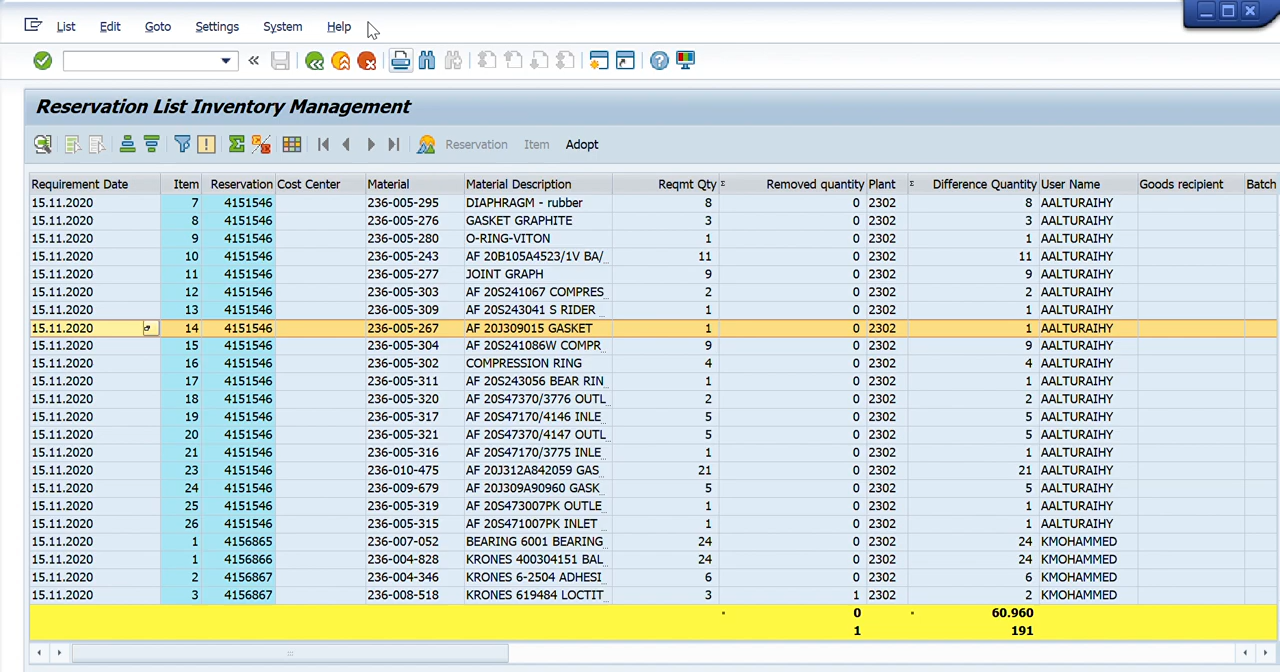 List Edit Goto Settings System Help
Reservation List Inventory Management
Reservation Item Adopt
Requirement Date Item Reservation Cost Center Material Material Description Reqmt Qty Σ Removed quantity Plant Σ Difference Quantity User Name Goods recipient Batch
15.11.2020 7 4151546 236-005-295 DIAPHRAGM - rubber 8 0 2302 8 AALTURAIHY
15.11.2020 8 4151546 236-005-276 GASKET GRAPHITE 3 0 2302 3 AALTURAIHY
15.11.2020 9 4151546 236-005-280 O-RING-VITON 1 0 2302 1 AALTURAIHY
15.11.2020 10 4151546 236-005-243 AF 20B105A4523/1V BA/... 11 0 2302 11 AALTURAIHY
15.11.2020 11 4151546 236-005-277 JOINT GRAPH 9 0 2302 9 AALTURAIHY
15.11.2020 12 4151546 236-005-303 AF 20S241067 COMPRES... 2 0 2302 2 AALTURAIHY
15.11.2020 13 4151546 236-005-309 AF 20S243041 S RIDER ... 1 0 2302 1 AALTURAIHY
15.11.2020 14 4151546 236-005-267 AF 20J309015 GASKET 1 0 2302 1 AALTURAIHY
15.11.2020 15 4151546 236-005-304 AF 20S241086W COMPR... 9 0 2302 9 AALTURAIHY
15.11.2020 16 4151546 236-005-302 COMPRESSION RING 4 0 2302 4 AALTURAIHY
15.11.2020 17 4151546 236-005-311 AF 20S243056 BEAR RIN... 1 0 2302 1 AALTURAIHY
15.11.2020 18 4151546 236-005-320 AF 20S47370/3776 OUTL... 2 0 2302 2 AALTURAIHY
15.11.2020 19 4151546 236-005-317 AF 20S47170/4146 INLE... 5 0 2302 5 AALTURAIHY
15.11.2020 20 4151546 236-005-321 AF 20S47370/4147 OUTL... 5 0 2302 5 AALTURAIHY
15.11.2020 21 4151546 236-005-316 AF 20S47170/3775 INLE... 1 0 2302 1 AALTURAIHY
15.11.2020 23 4151546 236-010-475 AF 20J312A842059 GAS... 21 0 2302 21 AALTURAIHY
15.11.2020 24 4151546 236-009-679 AF 20J309A90960 GASK... 5 0 2302 5 AALTURAIHY
15.11.2020 25 4151546 236-005-319 AF 20S473007PK OUTLE... 1 0 2302 1 AALTURAIHY
15.11.2020 26 4151546 236-005-315 AF 20S471007PK INLET ... 1 0 2302 1 AALTURAIHY
15.11.2020 1 4156865 236-007-052 BEARING 6001 BEARING... 24 0 2302 24 KMOHAMMED
15.11.2020 1 4156866 236-004-828 KRONES 400304151 BAL... 24 0 2302 24 KMOHAMMED
15.11.2020 2 4156867 236-004-346 KRONES 6-2504 ADHESI... 6 0 2302 6 KMOHAMMED
15.11.2020 3 4156867 236-008-518 KRONES 619484 LOCTIT... 3 1 2302 2 KMOHAMMED
0 60.960
1 191